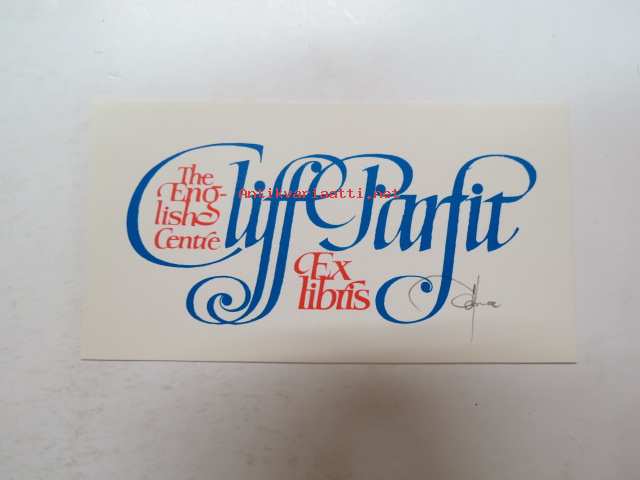 The
Eng-
lish
Centre
Cliff Parfit
Ex
libris
Antikvariaatti.net